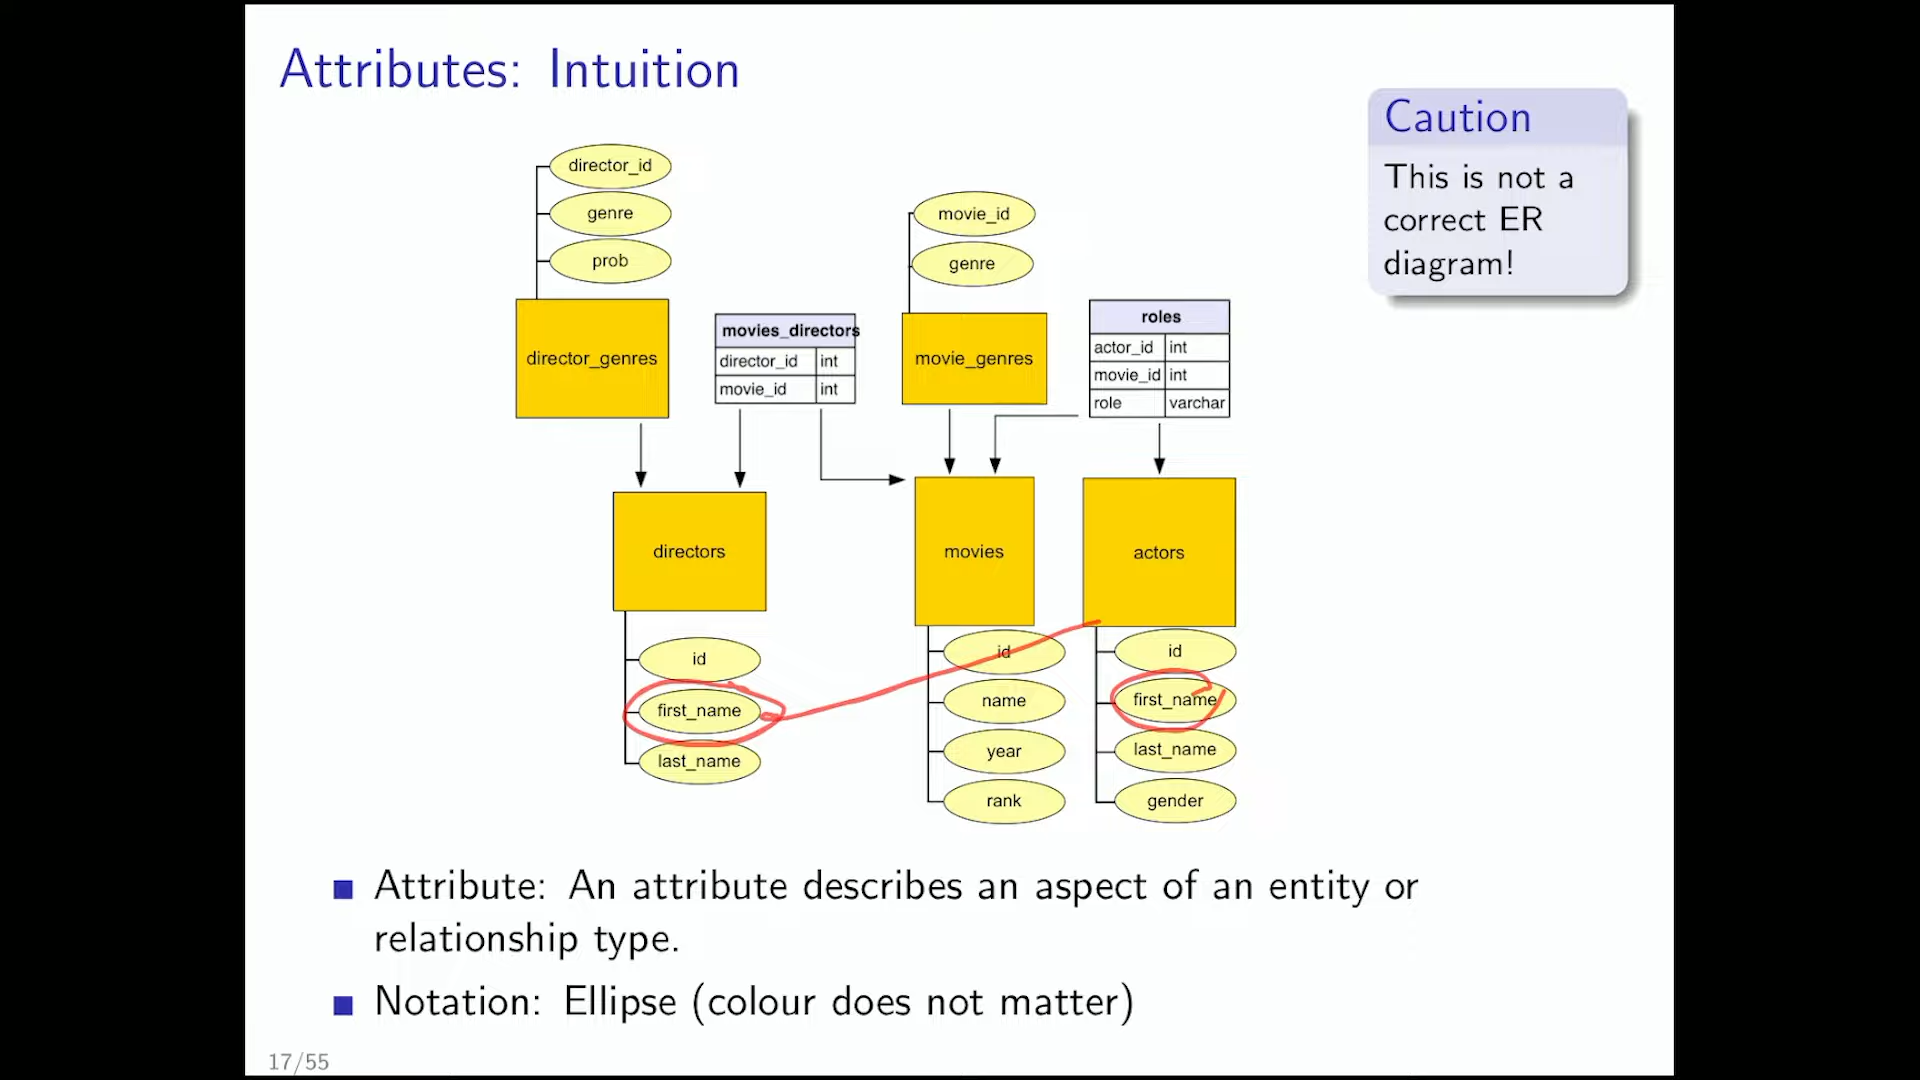 Attributes: Intuition
Caution
This is not a
correct ER
diagram!
director_id
genre
prob
director_genres
movies_directors
director_id int
movie_id int
movie_id
genre
movie_genres
roles
actor_id int
movie_id int
role varchar
directors
id
first_name
last_name
movies
id
name
year
rank
actors
id
first_name
last_name
gender
Attribute: An attribute describes an aspect of an entity or
relationship type.
Notation: Ellipse (colour does not matter)
17/55